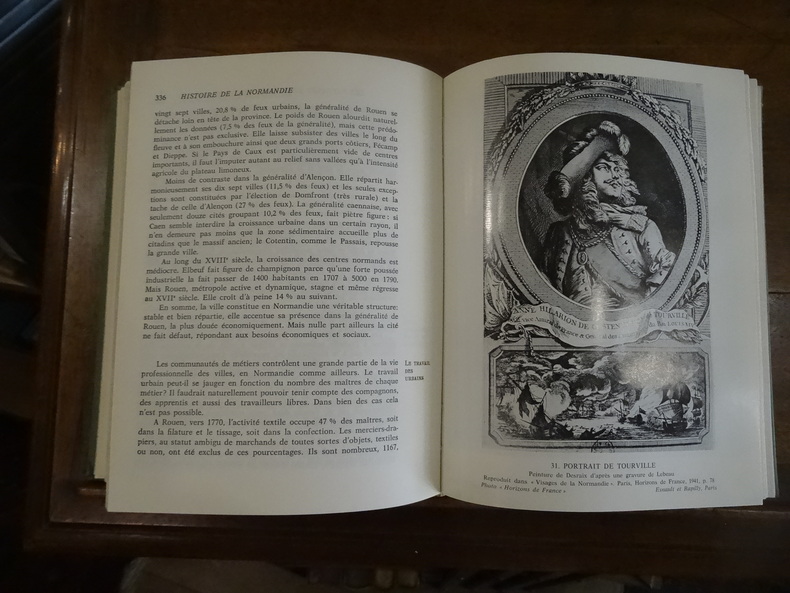 336 HISTOIRE DE LA NORMANDIE
vingt sept villes, 20,8 % de feux urbains, la généralité de Rouen se
détache loin en tête de la province. Le poids de Rouen alourdit naturel-
lement les données (7,5 % des feux de la généralité), mais cette prédo-
minance n'est pas exclusive. Elle laisse subsister des villes le long du
fleuve et à son embouchure ainsi que deux grands ports côtiers, Fécamp
et Dieppe. Si le Pays de Caux est particulièrement vide de centres
importants, il faut l'imputer autant au relief sans vallées qu'à l'intensité
agricole du plateau limoneux.
Moins de contraste dans la généralité d'Alençon. Elle répartit har-
monieusement ses dix sept villes (11,5 % des feux) et les seules excep-
tions sont constituées par l'élection de Domfront (très rurale) et la
tache de celle d'Alençon (27 % des feux). La généralité caennaise, avec
seulement douze cités groupant 10,2 % des feux, fait piètre figure : si
Caen semble interdire la croissance urbaine dans un certain rayon, il
n'en demeure pas moins que la zone sédimentaire accueille plus de
citadins que le massif ancien; le Cotentin, comme le Passais, repousse
la grande ville.
Au long du XVIIIe siècle, la croissance des centres normands est
médiocre. Elbeuf fait figure de champignon parce qu'une forte poussée
industrielle la fait passer de 1400 habitants en 1707 à 5000 en 1790.
Mais Rouen, métropole active et dynamique, stagne et même régresse
au XVIIe siècle. Elle croît d'à peine 14 % au suivant.
En somme, la ville constitue en Normandie une véritable structure:
stable et bien répartie, elle accentue sa présence dans la généralité de
Rouen, la plus douée économiquement. Mais nulle part ailleurs la cité
ne fait défaut, répondant aux besoins économiques et sociaux.
Les communautés de métiers contrôlent une grande partie de la vie
professionnelle des villes, en Normandie comme ailleurs. Le travail
urbain peut-il se jauger en fonction du nombre des maîtres de chaque
métier? Il faudrait naturellement pouvoir tenir compte des compagnons,
des apprentis et aussi des travailleurs libres. Dans bien des cas cela
n'est pas possible.
A Rouen, vers 1770, l'activité textile occupe 47 % des maîtres, soit
dans la filature et le tissage, soit dans la confection. Les merciers-dra-
piers, au statut ambigu de marchands de toutes sortes d'objets, textiles
ou non, ont été exclus de ces pourcentages. Ils sont nombreux, 1167,
LE TRAVAIL
DES
URBAINS
ANNE HILARION DE COSTEN
TOURVILLE
31. PORTRAIT DE TOURVILLE
Peinture de Desrais d'après une gravure de Lebeau
Reproduit dans « Visages de la Normandie ». Paris, Horizons de France, 1941, p. 76
Photo « Horizons de France »
Esnault et Rapilly, Paris.